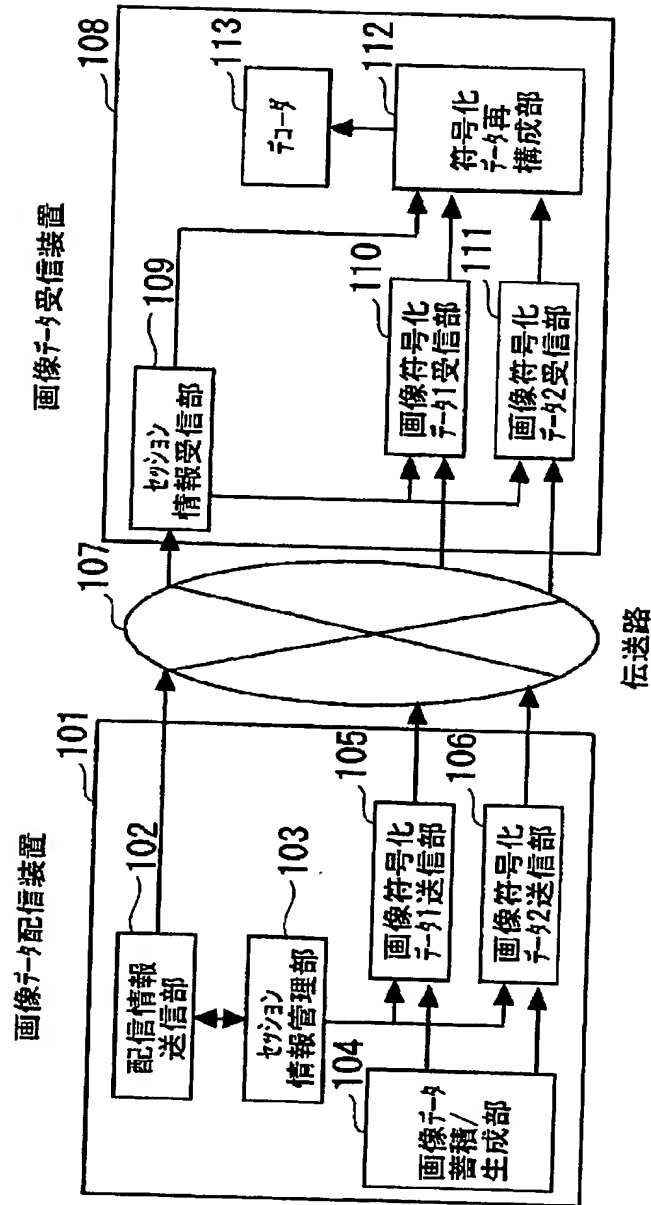 画像データ配信装置
101
102
配信情報
送信部
103
セッション
情報管理部
104
画像データ
蓄積/
生成部
105
画像符号化
データ1送信部
106
画像符号化
データ2送信部
107
伝送路
画像データ受信装置
108
109
セッション
情報受信部
110
画像符号化
データ1受信部
111
画像符号化
データ2受信部
112
符号化
データ再
構成部
113
デコーダ